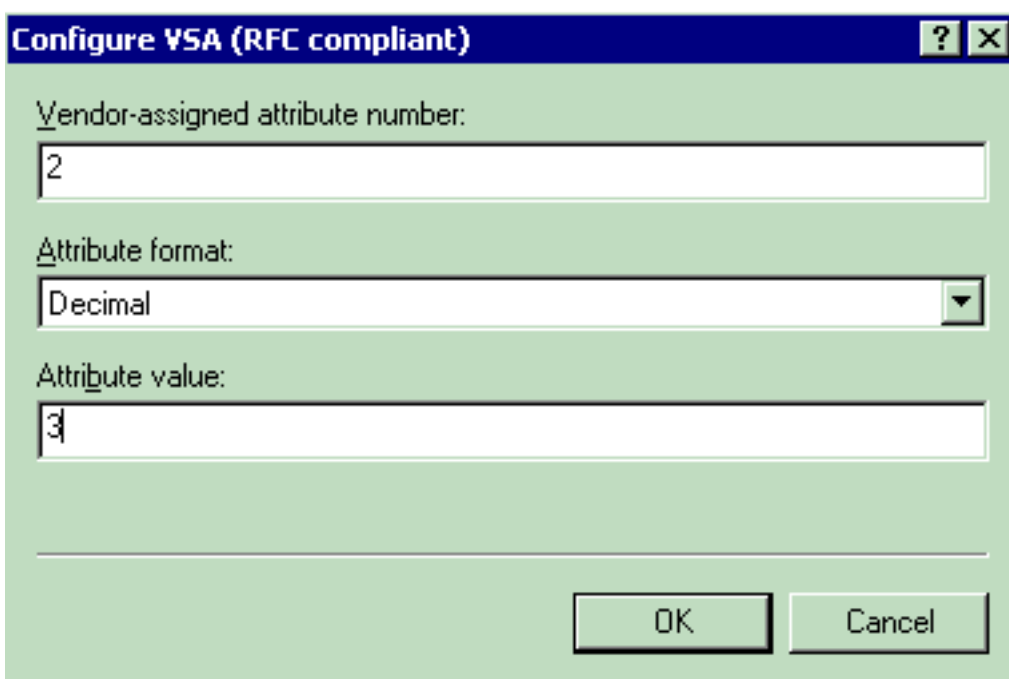 Configure VSA (RFC compliant)
Vendor-assigned attribute number:
2
Attribute format:
Decimal
Attribute value:
3
OK Cancel